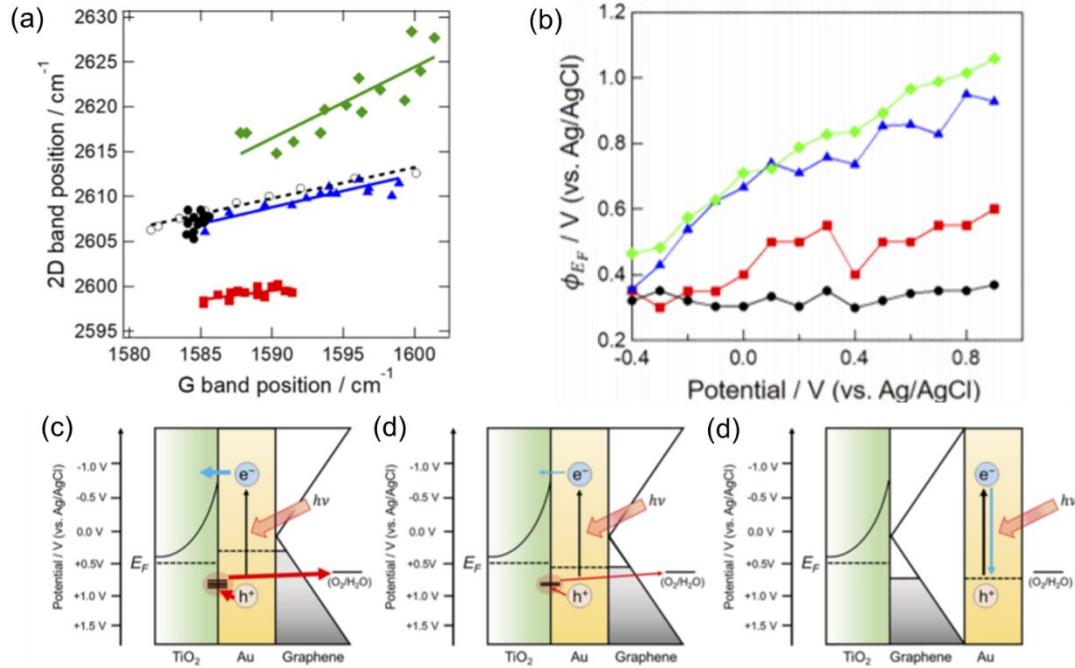 (a)
2630
2625
2620
2615
2610
2605
2600
2595
2D band position / cm⁻¹
1580 1585 1590 1595 1600
G band position / cm⁻¹
(b)
1.2
1.0
0.8
0.6
0.4
0.2
ϕ_{E_F} / V (vs. Ag/AgCl)
-0.4 0.0 0.4 0.8
Potential / V (vs. Ag/AgCl)
(c)
Potential / V (vs. Ag/AgCl)
-1.0 V
-0.5 V
0.0 V
+0.5 V
+1.0 V
+1.5 V
E_F
e⁻
hν
h⁺
(O₂/H₂O)
TiO₂ Au Graphene
(d)
Potential / V (vs. Ag/AgCl)
-1.0 V
-0.5 V
0.0 V
+0.5 V
+1.0 V
+1.5 V
E_F
e⁻
hν
h⁺
(O₂/H₂O)
TiO₂ Au Graphene
(d)
Potential / V (vs. Ag/AgCl)
-1.0 V
-0.5 V
0.0 V
+0.5 V
+1.0 V
+1.5 V
E_F
e⁻
hν
h⁺
(O₂/H₂O)
TiO₂ Graphene Au